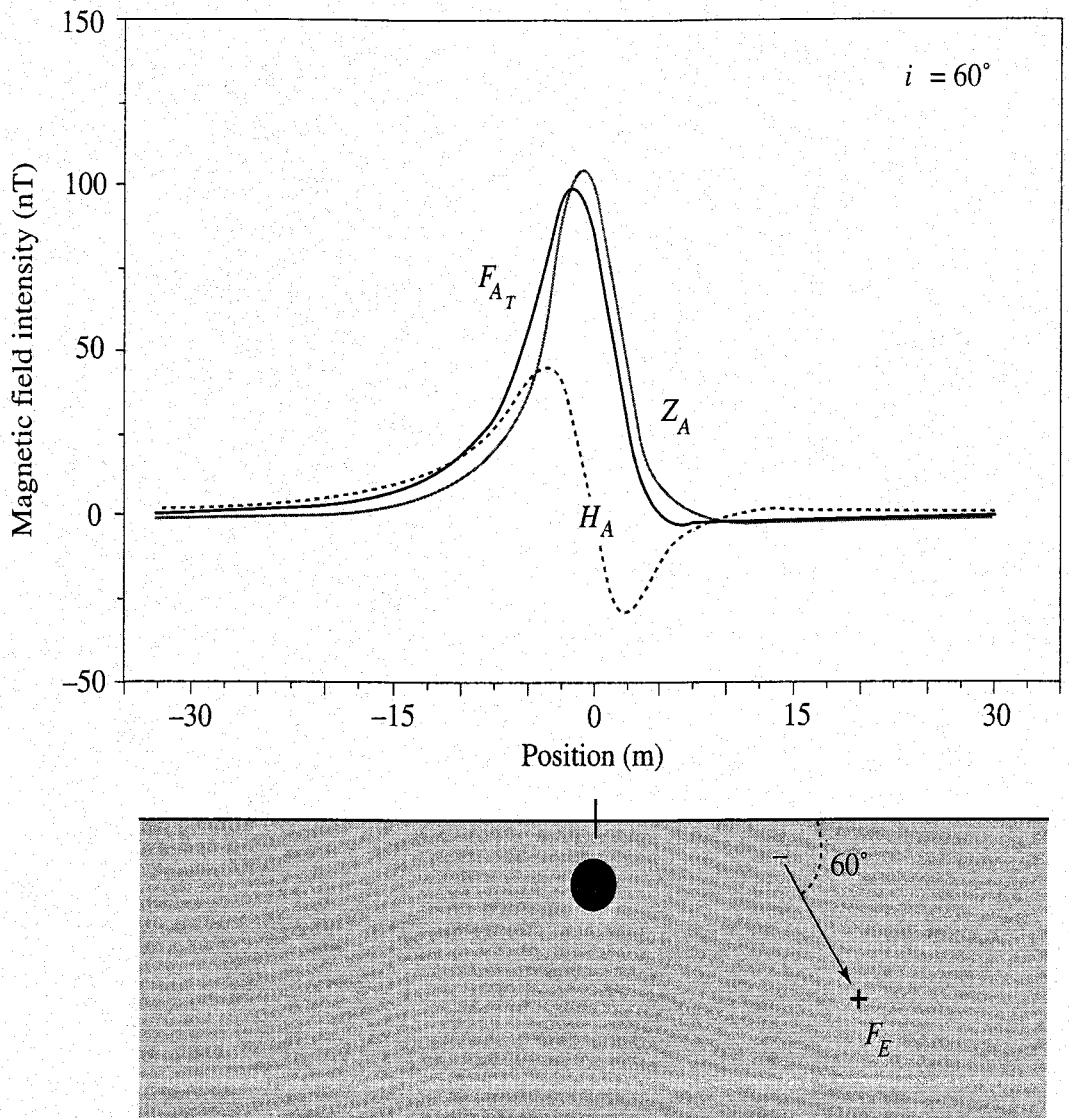 150
i = 60°
100
F_{A_T}
50
Z_A
0
H_A
–50
–30
–15
0
15
30
Magnetic field intensity (nT)
Position (m)
–
60°
+
F_E